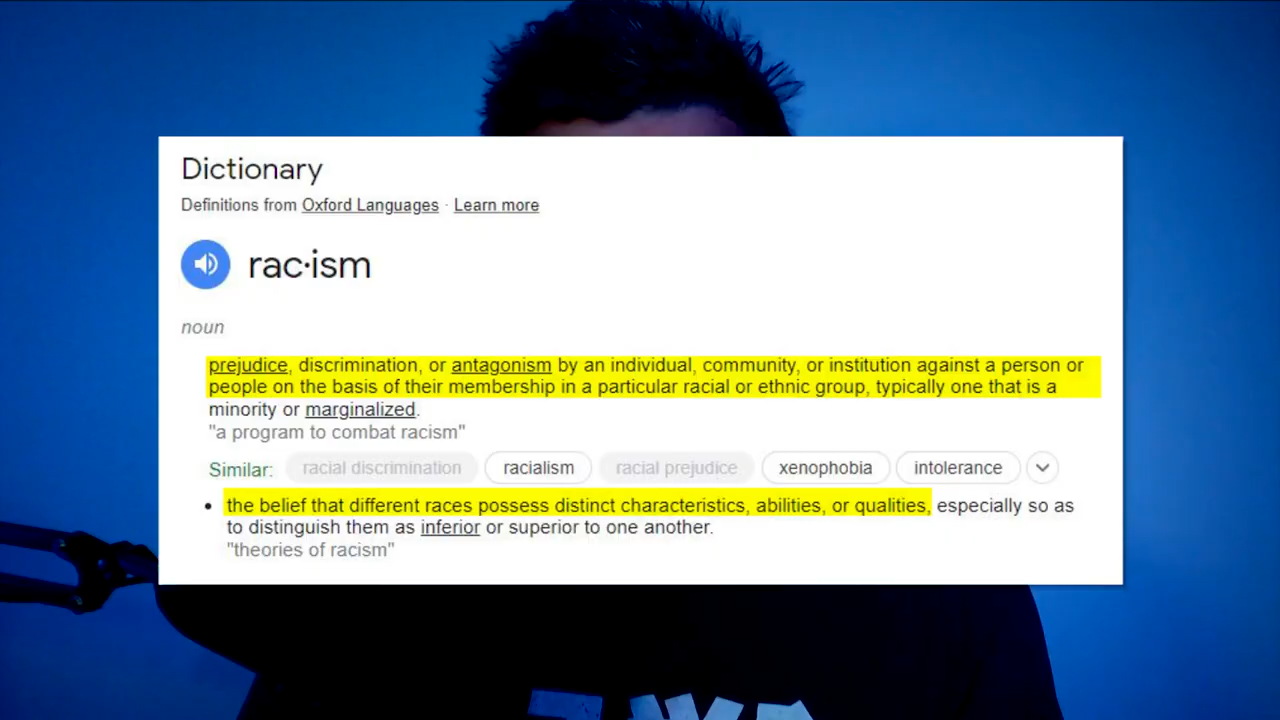 Dictionary
Definitions from Oxford Languages · Learn more
rac·ism
noun
prejudice, discrimination, or antagonism by an individual, community, or institution against a person or
people on the basis of their membership in a particular racial or ethnic group, typically one that is a
minority or marginalized.
"a program to combat racism"
Similar: racial discrimination racialism racial prejudice xenophobia intolerance
• the belief that different races possess distinct characteristics, abilities, or qualities, especially so as
to distinguish them as inferior or superior to one another.
"theories of racism"